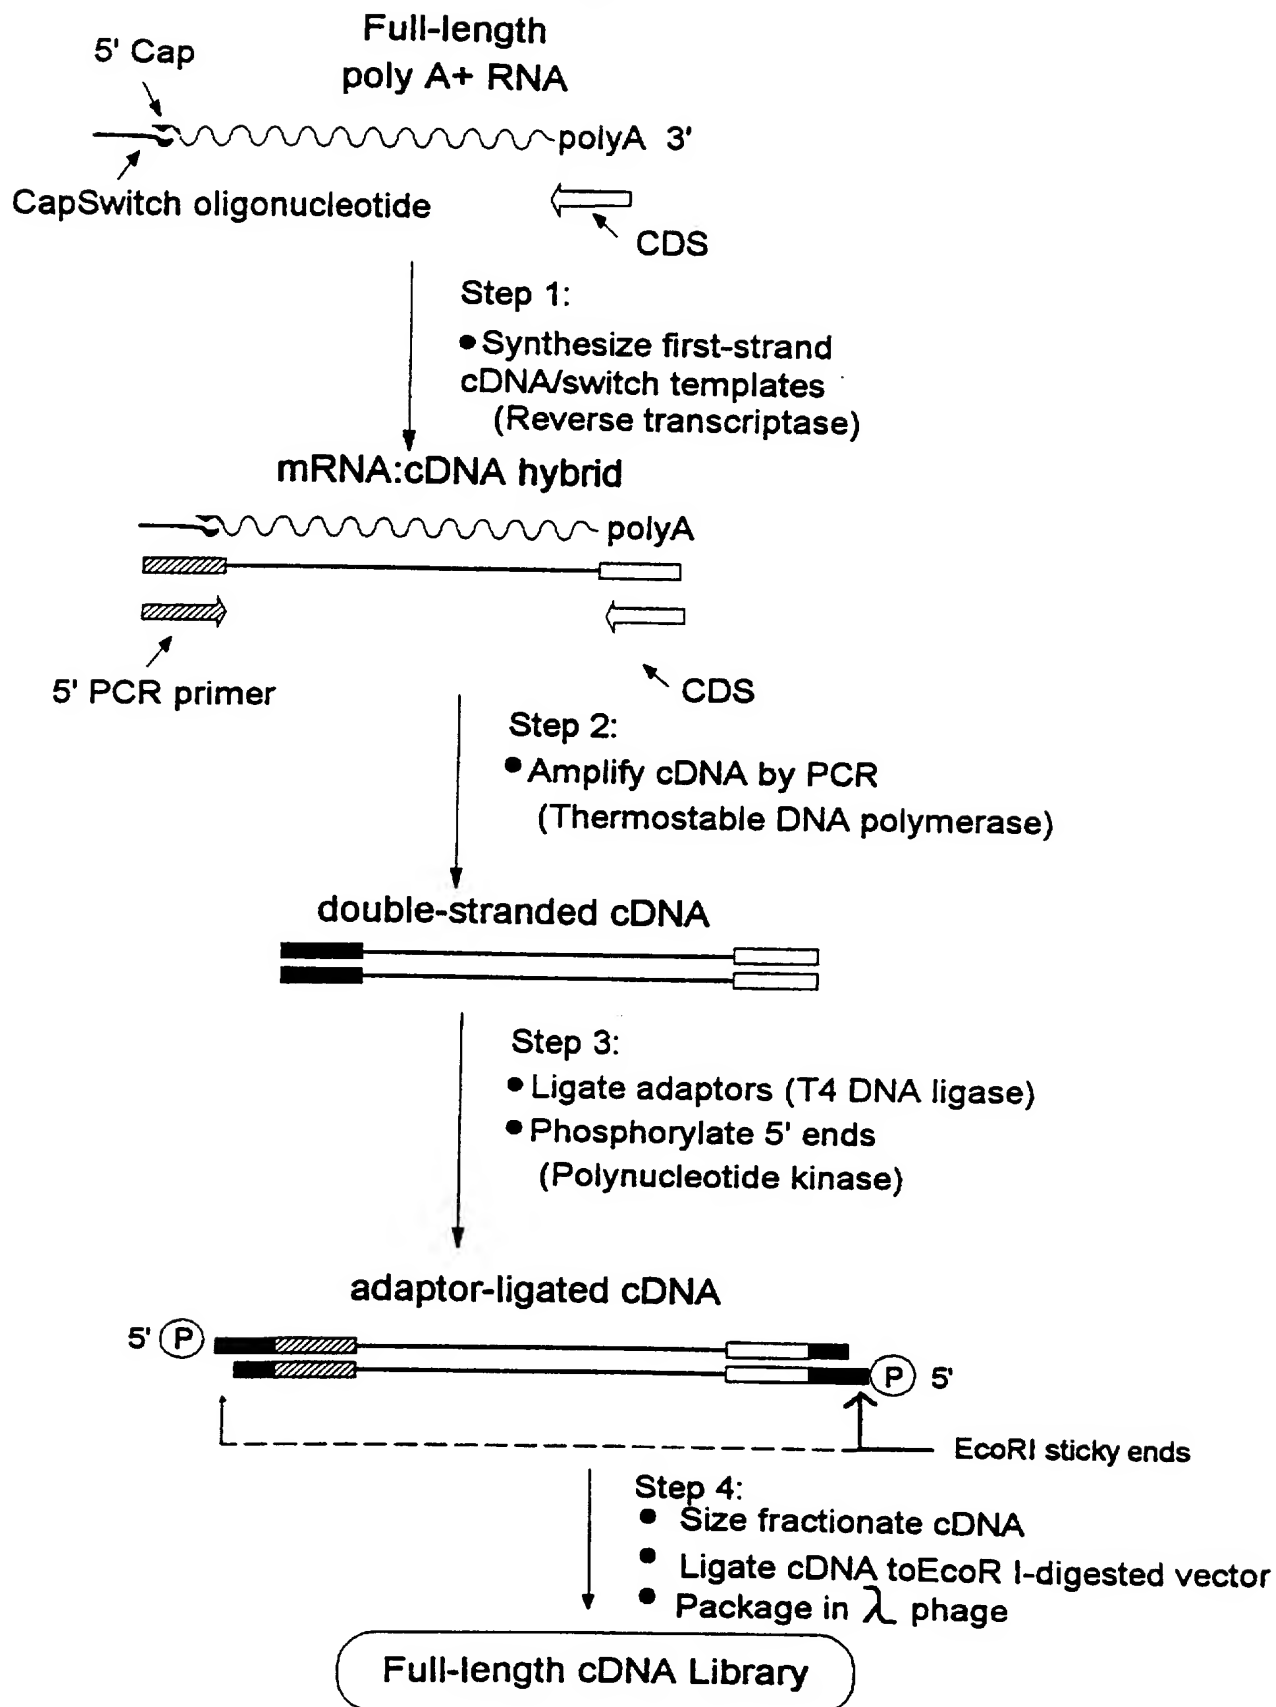 Full-length
poly A+ RNA
5' Cap
polyA 3'
CapSwitch oligonucleotide
CDS
Step 1:
• Synthesize first-strand
cDNA/switch templates
(Reverse transcriptase)
mRNA:cDNA hybrid
polyA
5' PCR primer
CDS
Step 2:
• Amplify cDNA by PCR
(Thermostable DNA polymerase)
double-stranded cDNA
Step 3:
• Ligate adaptors (T4 DNA ligase)
• Phosphorylate 5' ends
(Polynucleotide kinase)
adaptor-ligated cDNA
5' P
P 5'
EcoRI sticky ends
Step 4:
• Size fractionate cDNA
• Ligate cDNA toEcoR I-digested vector
• Package in λ phage
Full-length cDNA Library